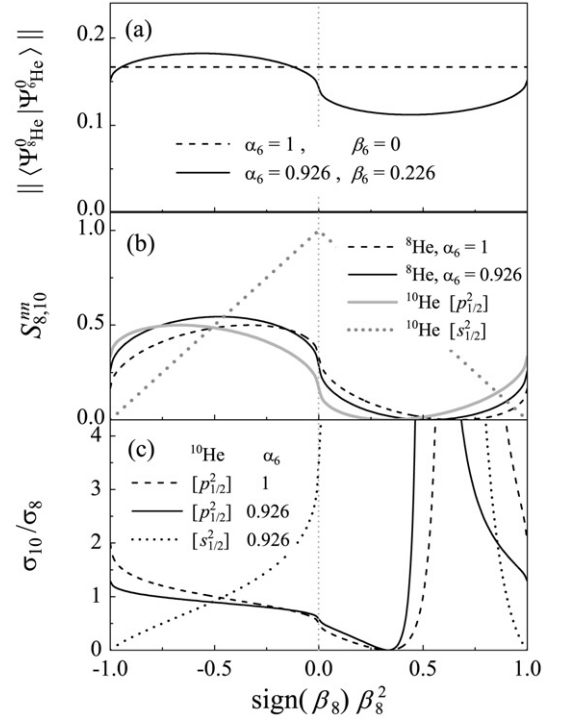 (a)
|| ⟨Ψ⁰₈He | Ψ⁰₆He⟩ ||
0.2
0.1
0.0
α₆ = 1 , β₆ = 0
α₆ = 0.926 , β₆ = 0.226
(b)
S^nn_8,10
1.0
0.5
0.0
⁸He, α₆ = 1
⁸He, α₆ = 0.926
¹⁰He [p²₁/₂]
¹⁰He [s²₁/₂]
(c)
σ₁₀/σ₈
4
3
2
1
0
¹⁰He α₆
[p²₁/₂] 1
[p²₁/₂] 0.926
[s²₁/₂] 0.926
-1.0 -0.5 0.0 0.5 1.0
sign( β₈) β₈²